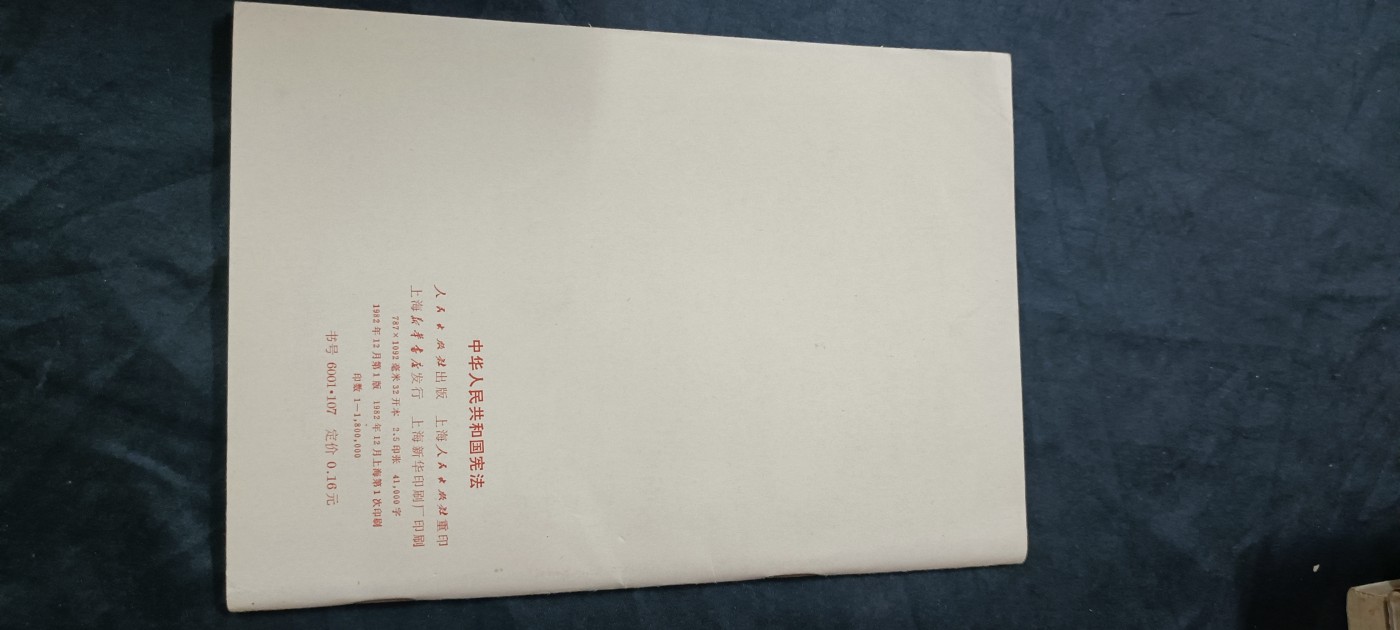 中华人民共和国宪法
人民出版社出版 上海人民出版社重印
上海新华书店发行 上海新华印刷厂印刷
787×1092毫米32开本 2.5印张 41,000字
1982年12月第1版 1982年12月上海第1次印刷
印数 1—1,800,000
书号 6001•107 定价 0.16元